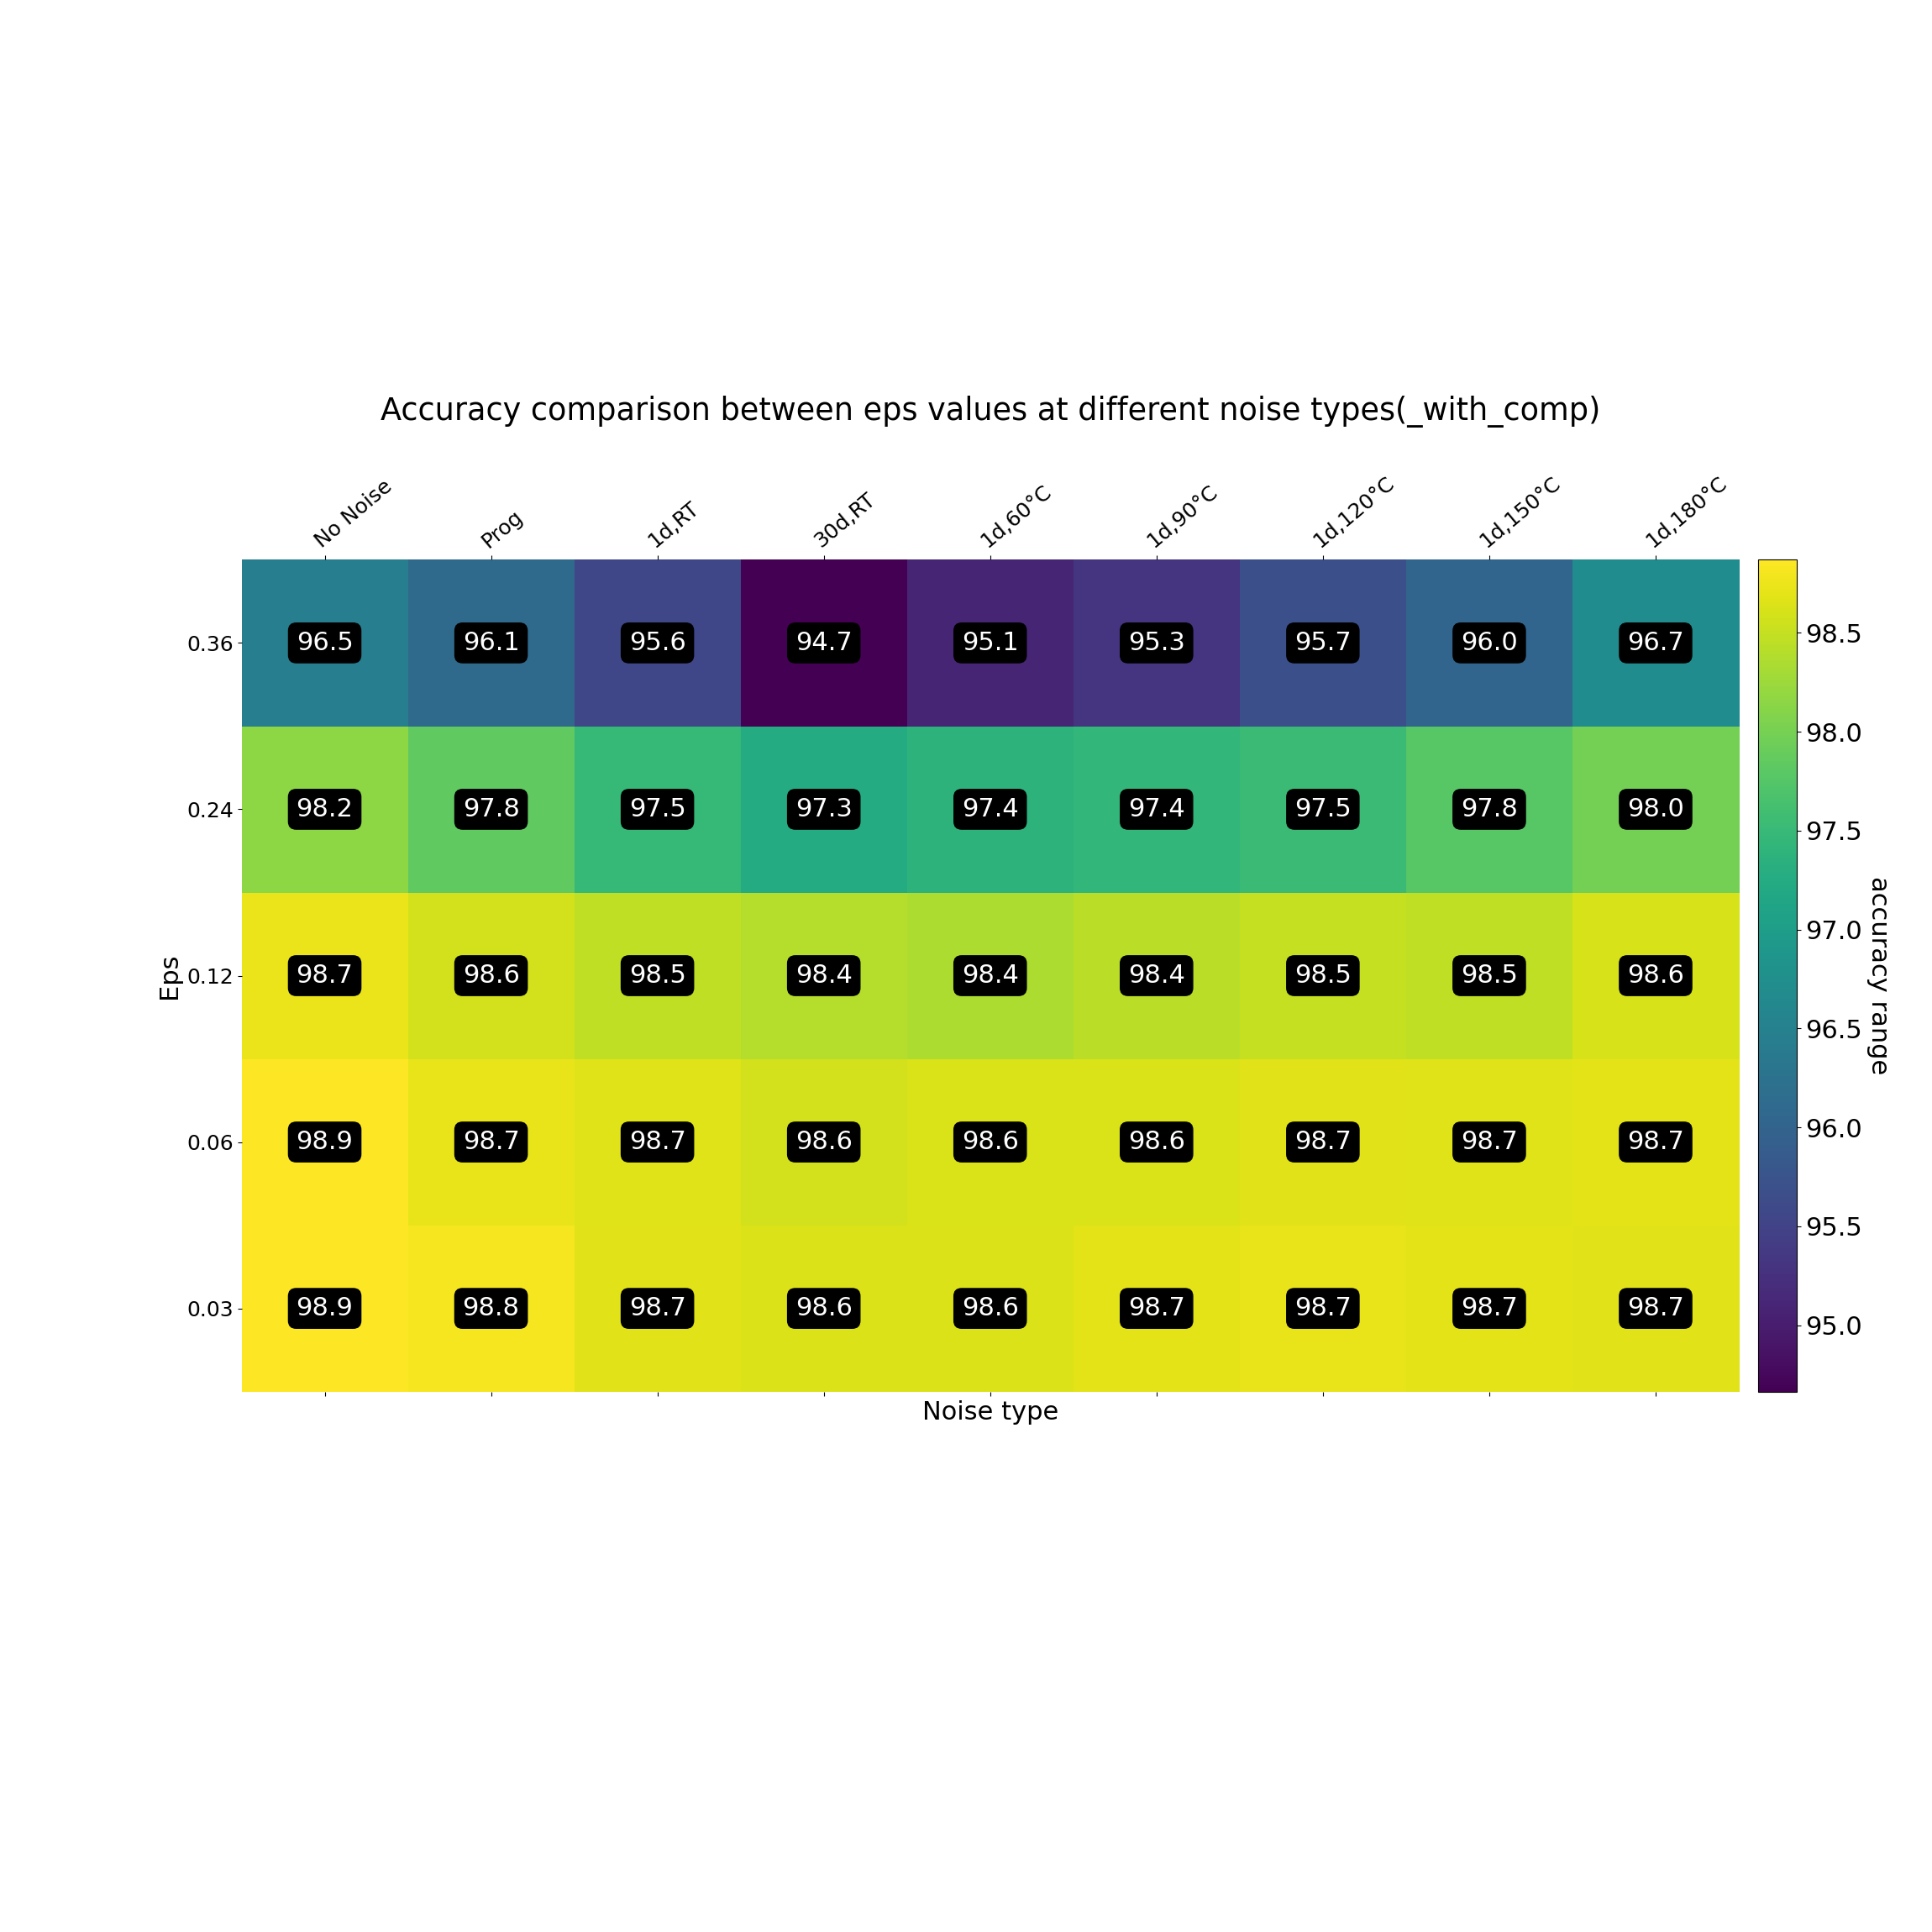 Accuracy comparison between eps values at different noise types(_with_comp)
No Noise Prog 1d,RT 30d,RT 1d,60°C 1d,90°C 1d,120°C 1d,150°C 1d,180°C
0.36 96.5 96.1 95.6 94.7 95.1 95.3 95.7 96.0 96.7
0.24 98.2 97.8 97.5 97.3 97.4 97.4 97.5 97.8 98.0
0.12 98.7 98.6 98.5 98.4 98.4 98.4 98.5 98.5 98.6
0.06 98.9 98.7 98.7 98.6 98.6 98.6 98.7 98.7 98.7
0.03 98.9 98.8 98.7 98.6 98.6 98.7 98.7 98.7 98.7
Eps
Noise type
98.5
98.0
97.5
97.0
96.5
96.0
95.5
95.0
accuracy range